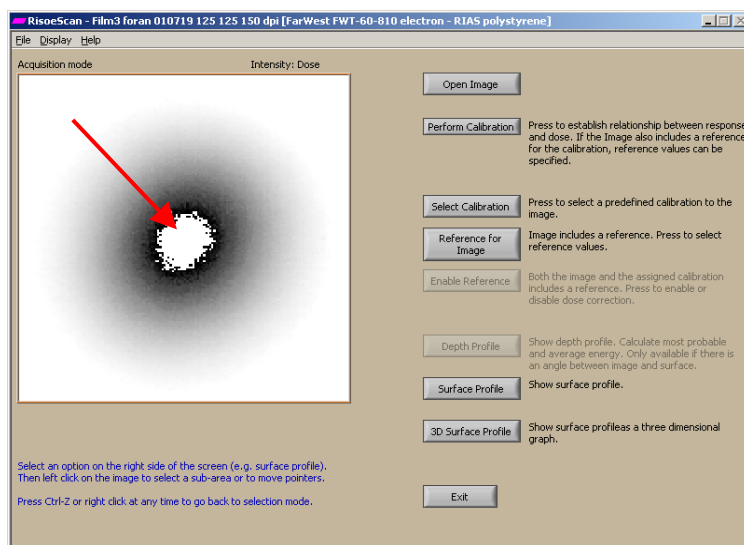 RisoeScan - Film3 foran 010719 125 125 150 dpi [FarWest FWT-60-810 electron - RIAS polystyrene]
File Display Help
Acquisition mode Intensity: Dose
Open Image
Perform Calibration
Press to establish relationship between response
and dose. If the Image also includes a reference
for the calibration, reference values can be
specified.
Select Calibration
Press to select a predefined calibration to the
image.
Reference for
Image
Image includes a reference. Press to select
reference values.
Enable Reference
Both the image and the assigned calibration
includes a reference. Press to enable or
disable dose correction.
Depth Profile
Show depth profile. Calculate most probable
and average energy. Only available if there is
an angle between image and surface.
Surface Profile
Show surface profile.
3D Surface Profile
Show surface profileas a three dimensional
graph.
Select an option on the right side of the screen (e.g. surface profile).
Then left click on the image to select a sub-area or to move pointers.
Press Ctrl-Z or right click at any time to go back to selection mode.
Exit